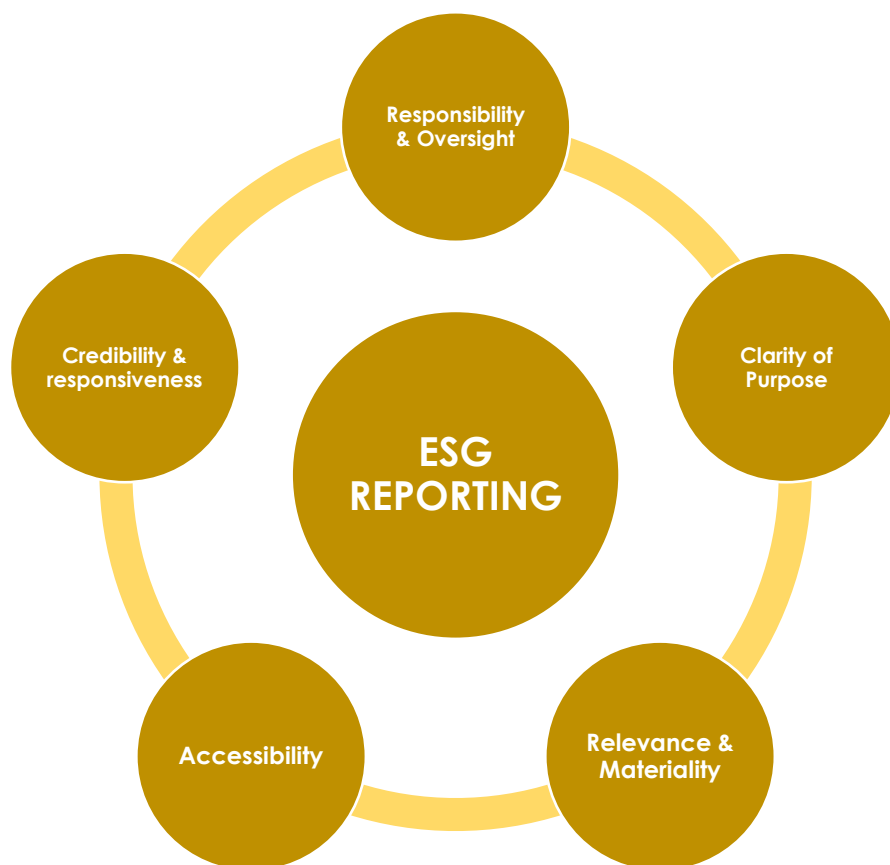 Responsibility
& Oversight
Credibility &
responsiveness
Clarity of
Purpose
ESG
REPORTING
Accessibility
Relevance &
Materiality